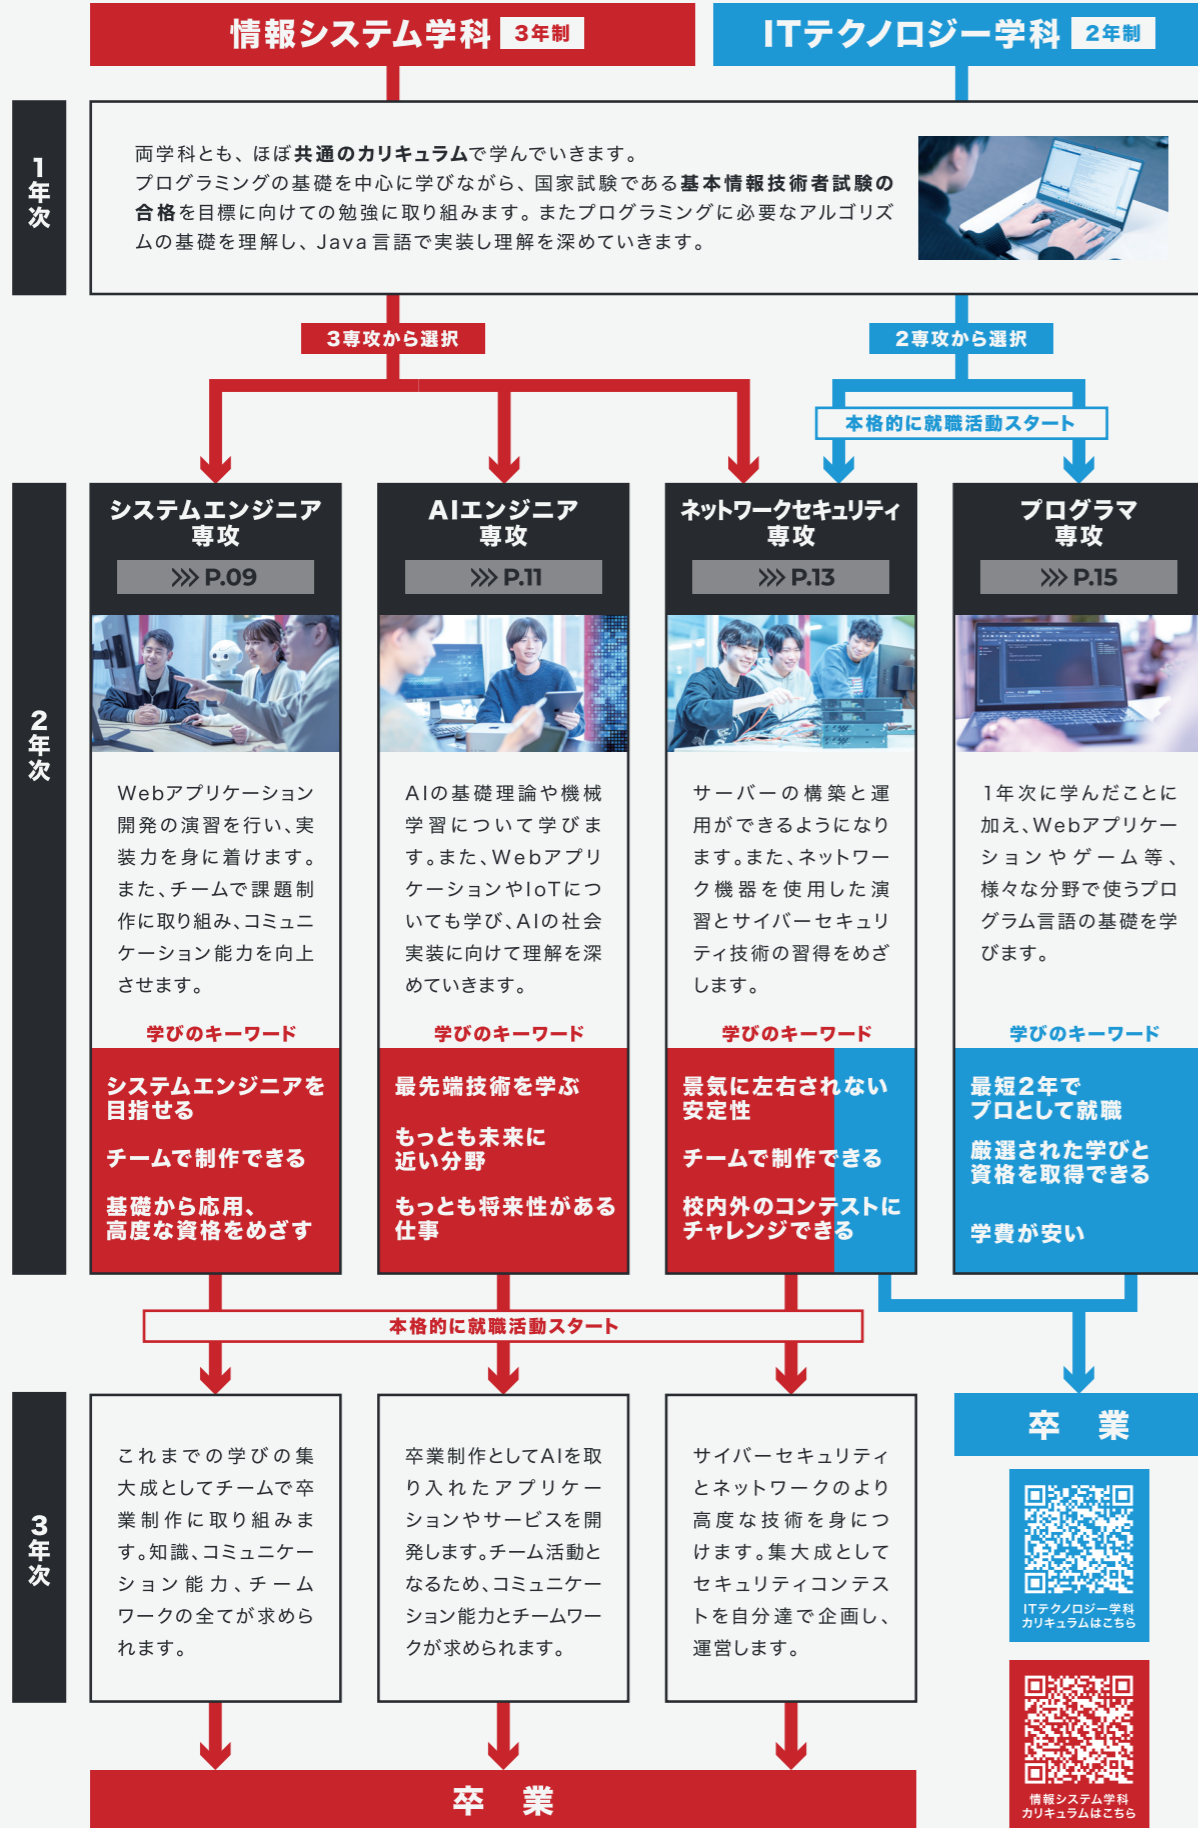 情報システム学科 3年制
ITテクノロジー学科 2年制
1年次
両学科とも、ほぼ共通のカリキュラムで学んでいきます。
プログラミングの基礎を中心に学びながら、国家試験である基本情報技術者試験の
合格を目標に向けての勉強に取り組みます。またプログラミングに必要なアルゴリズ
ムの基礎を理解し、Java言語で実装し理解を深めていきます。
3専攻から選択
2専攻から選択
本格的に就職活動スタート
2年次
システムエンジニア
専攻
>>> P.09
Webアプリケーション
開発の演習を行い、実
装力を身に着けます。
また、チームで課題制
作に取り組み、コミュニ
ケーション能力を向上
させます。
学びのキーワード
システムエンジニアを
目指せる
チームで制作できる
基礎から応用、
高度な資格をめざす
AIエンジニア
専攻
>>> P.11
AIの基礎理論や機械
学習について学びま
す。また、Webアプリ
ケーションやIoTにつ
いても学び、AIの社会
実装に向けて理解を深
めていきます。
学びのキーワード
最先端技術を学ぶ
もっとも未来に
近い分野
もっとも将来性がある
仕事
ネットワークセキュリティ
専攻
>>> P.13
サーバーの構築と運
用ができるようになり
ます。また、ネットワー
ク機器を使用した演
習とサイバーセキュリ
ティ技術の習得をめざ
します。
学びのキーワード
景気に左右されない
安定性
チームで制作できる
校内外のコンテストに
チャレンジできる
プログラマ
専攻
>>> P.15
1年次に学んだことに
加え、Webアプリケー
ションやゲーム等、
様々な分野で使うプロ
グラム言語の基礎を学
びます。
学びのキーワード
最短2年で
プロとして就職
厳選された学びと
資格を取得できる
学費が安い
本格的に就職活動スタート
3年次
これまでの学びの集
大成としてチームで卒
業制作に取り組みま
す。知識、コミュニケー
ション能力、チーム
ワークの全てが求めら
れます。
卒業制作としてAIを取
り入れたアプリケー
ションやサービスを開
発します。チーム活動と
なるため、コミュニケー
ション能力とチームワー
クが求められます。
サイバーセキュリティ
とネットワークのより
高度な技術を身につ
けます。集大成として
セキュリティコンテス
トを自分達で企画し、
運営します。
卒 業
ITテクノロジー学科
カリキュラムはこちら
情報システム学科
カリキュラムはこちら
卒 業